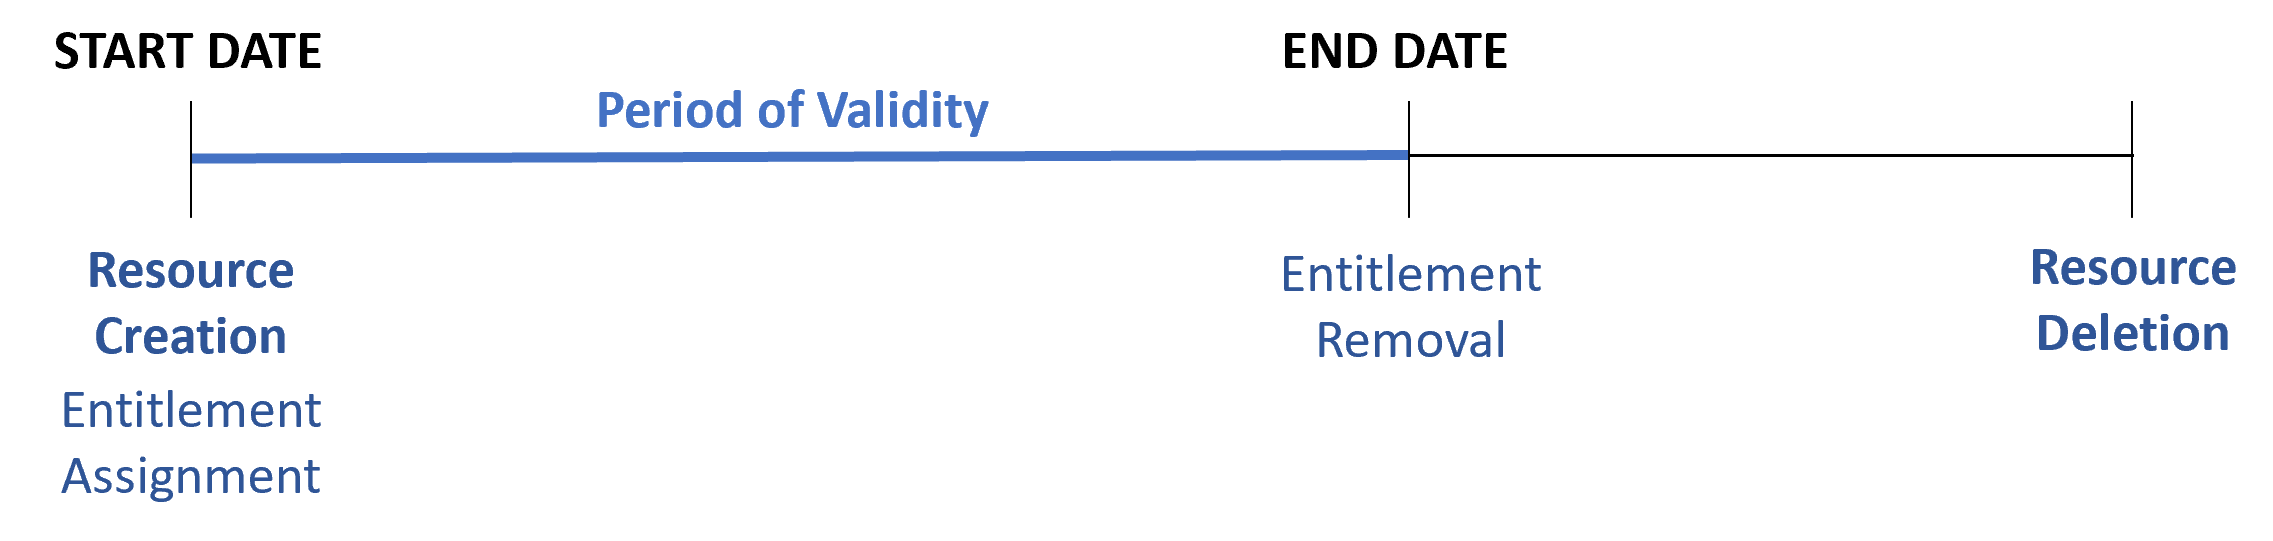 START DATE
END DATE
Period of Validity
Resource
Creation
Entitlement
Assignment
Entitlement
Removal
Resource
Deletion